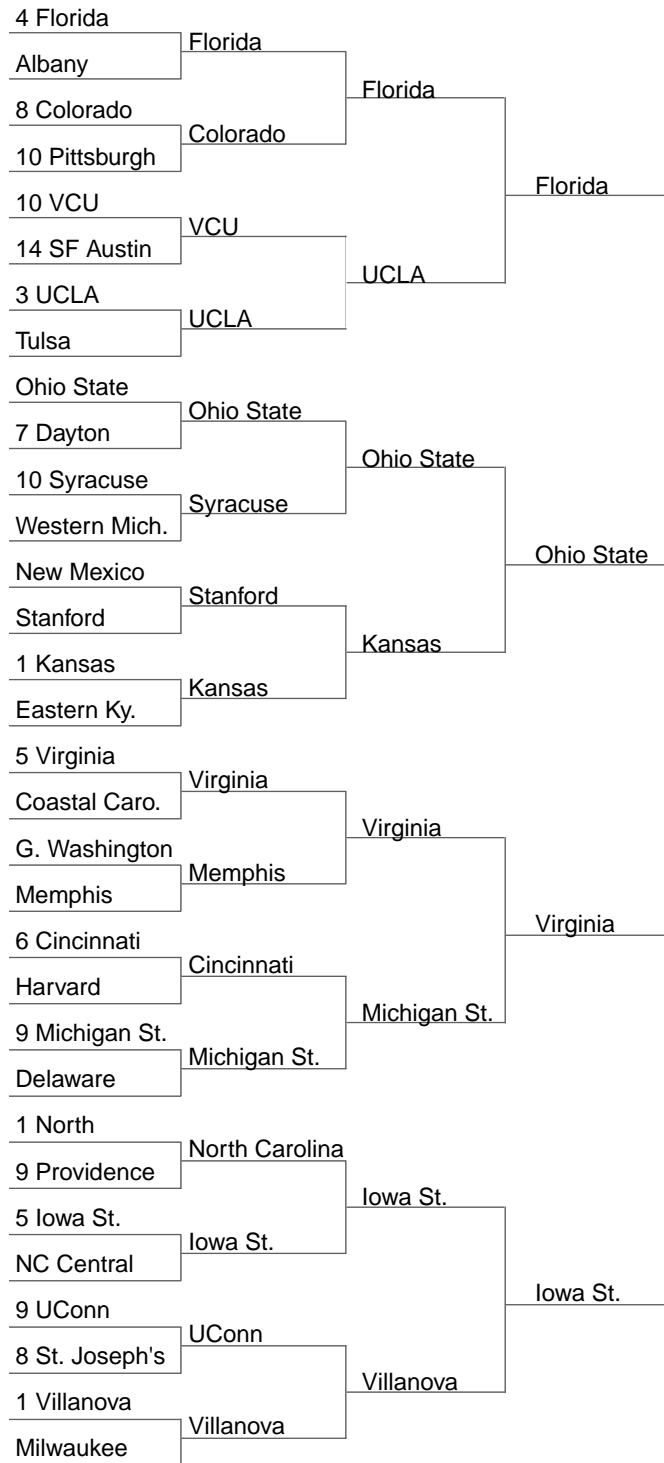 4 Florida
Albany
8 Colorado
10 Pittsburgh
10 VCU
14 SF Austin
3 UCLA
Tulsa
Ohio State
7 Dayton
10 Syracuse
Western Mich.
New Mexico
Stanford
1 Kansas
Eastern Ky.
5 Virginia
Coastal Caro.
G. Washington
Memphis
6 Cincinnati
Harvard
9 Michigan St.
Delaware
1 North
9 Providence
5 Iowa St.
NC Central
9 UConn
8 St. Joseph's
1 Villanova
Milwaukee
Florida
Colorado
VCU
UCLA
Ohio State
Syracuse
Stanford
Kansas
Virginia
Memphis
Cincinnati
Michigan St.
North Carolina
Iowa St.
UConn
Villanova
Florida
UCLA
Ohio State
Kansas
Virginia
Michigan St.
Iowa St.
Villanova
Florida
Ohio State
Virginia
Iowa St.